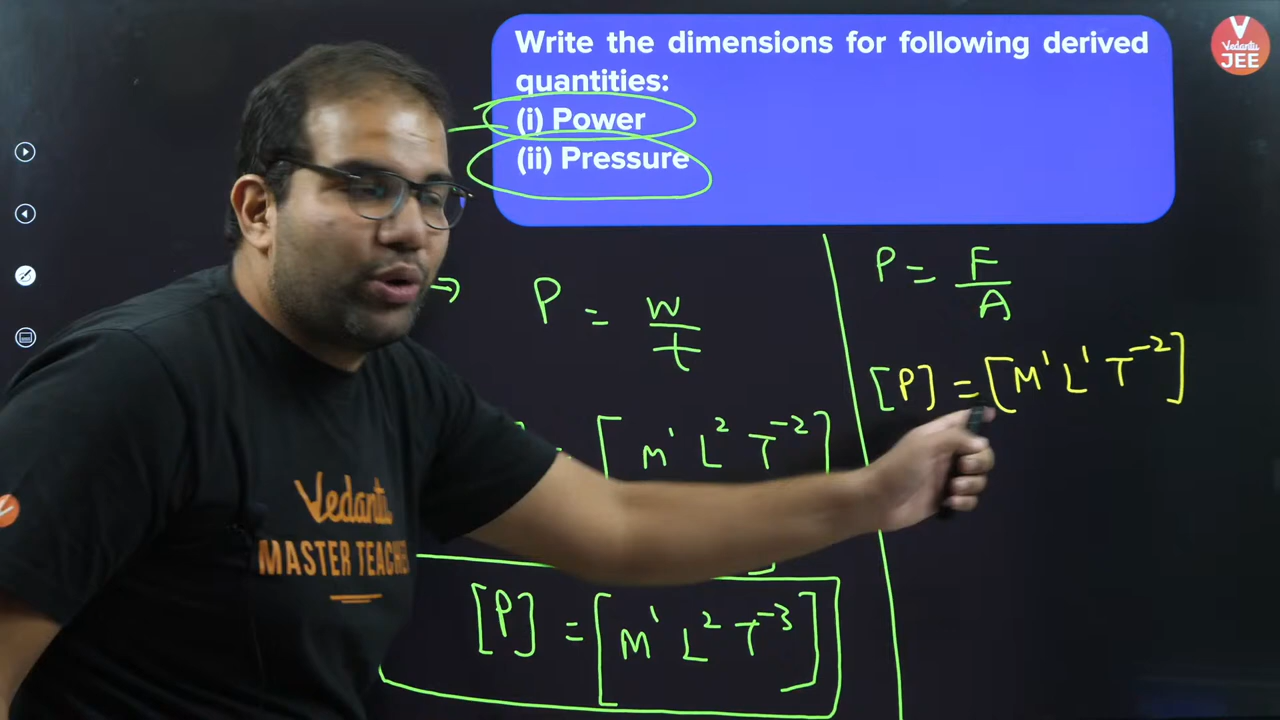 Write the dimensions for following derived
quantities:
(i) Power
(ii) Pressure
Vedantu
JEE
P = W/t
[M¹ L² T⁻²]
[P] = [M¹ L² T⁻³]
P = F/A
[P] = [M¹ L¹ T⁻²]
Vedantu
MASTER TEACHER